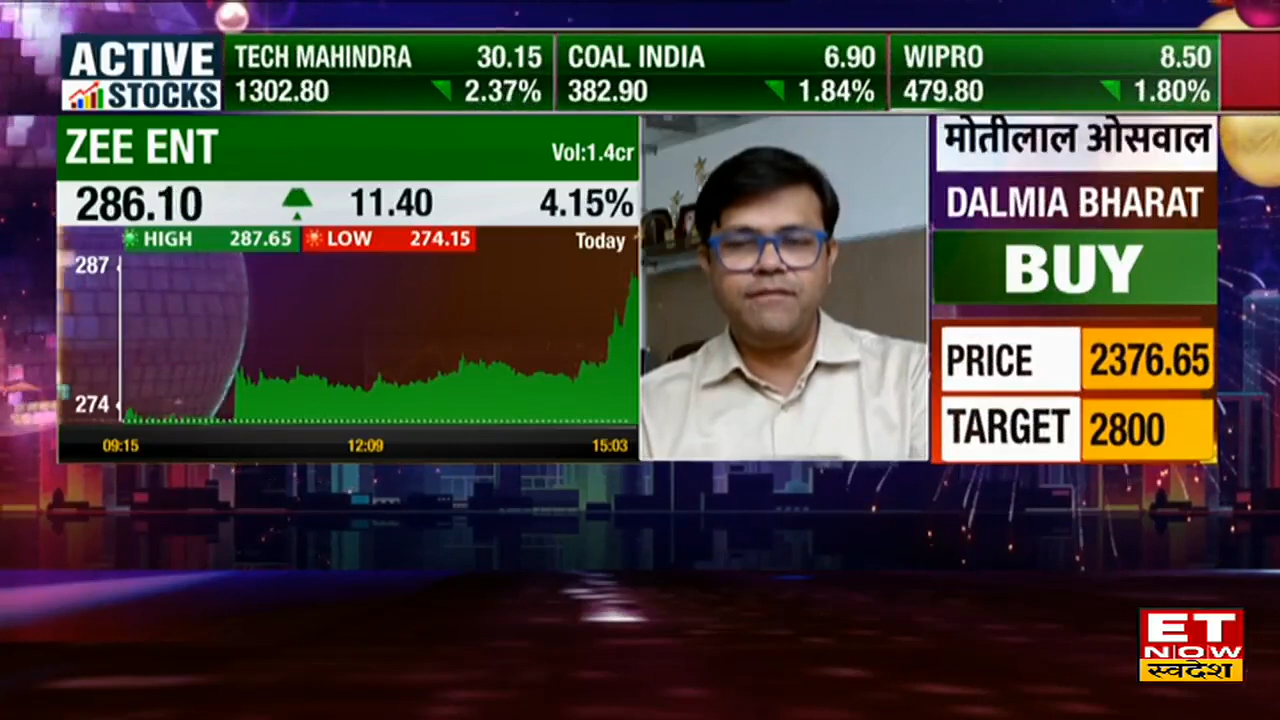 ACTIVE STOCKS
TECH MAHINDRA 30.15
1302.80 2.37%
COAL INDIA 6.90
382.90 1.84%
WIPRO 8.50
479.80 1.80%
ZEE ENT
Vol:1.4cr
286.10 11.40 4.15%
HIGH 287.65 LOW 274.15 Today
287
274
09:15 12:09 15:03
मोतीलाल ओसवाल
DALMIA BHARAT
BUY
PRICE 2376.65
TARGET 2800
ET
NOW
स्वदेश